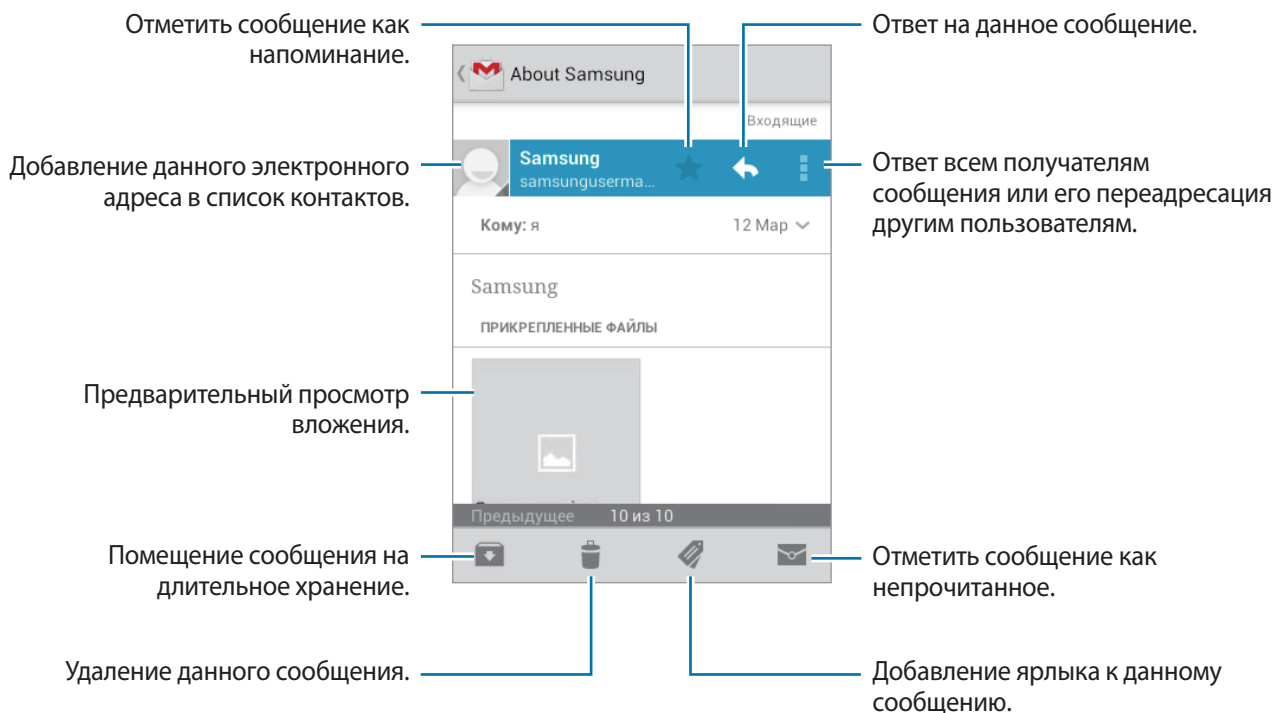 Отметить сообщение как
напоминание.
Ответ на данное сообщение.
About Samsung
Входящие
Добавление данного электронного
адреса в список контактов.
Samsung
samsunguserma...
Ответ всем получателям
сообщения или его переадресация
другим пользователям.
Кому: я
12 Мар
Samsung
ПРИКРЕПЛЕННЫЕ ФАЙЛЫ
Предварительный просмотр
вложения.
Предыдущее
10 из 10
Помещение сообщения на
длительное хранение.
Отметить сообщение как
непрочитанное.
Удаление данного сообщения.
Добавление ярлыка к данному
сообщению.